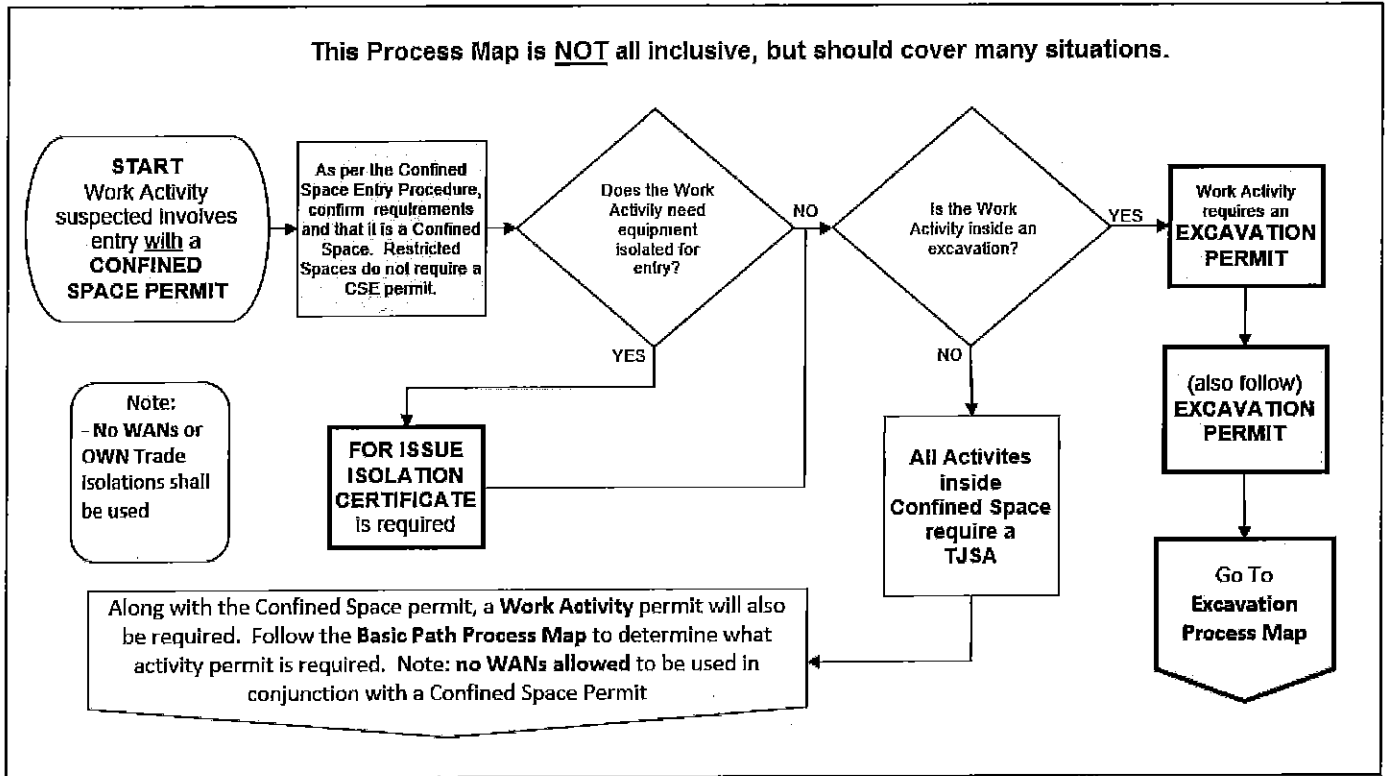 This Process Map is NOT all inclusive, but should cover many situations.
START
Work Activity
suspected involves
entry with a
CONFINED
SPACE PERMIT
As per the Confined
Space Entry Procedure,
confirm requirements
and that it is a Confined
Space. Restricted
Spaces do not require a
CSE permit.
Does the Work
Activity need
equipment
isolated for
entry?
NO
YES
Is the Work
Activity inside an
excavation?
YES
NO
Work Activity
requires an
EXCAVATION
PERMIT
(also follow)
EXCAVATION
PERMIT
Go To
Excavation
Process Map
Note:
- No WANs or
OWN Trade
isolations shall
be used
FOR ISSUE
ISOLATION
CERTIFICATE
is required
All Activites
inside
Confined Space
require a
TJSA
Along with the Confined Space permit, a Work Activity permit will also
be required. Follow the Basic Path Process Map to determine what
activity permit is required. Note: no WANs allowed to be used in
conjunction with a Confined Space Permit